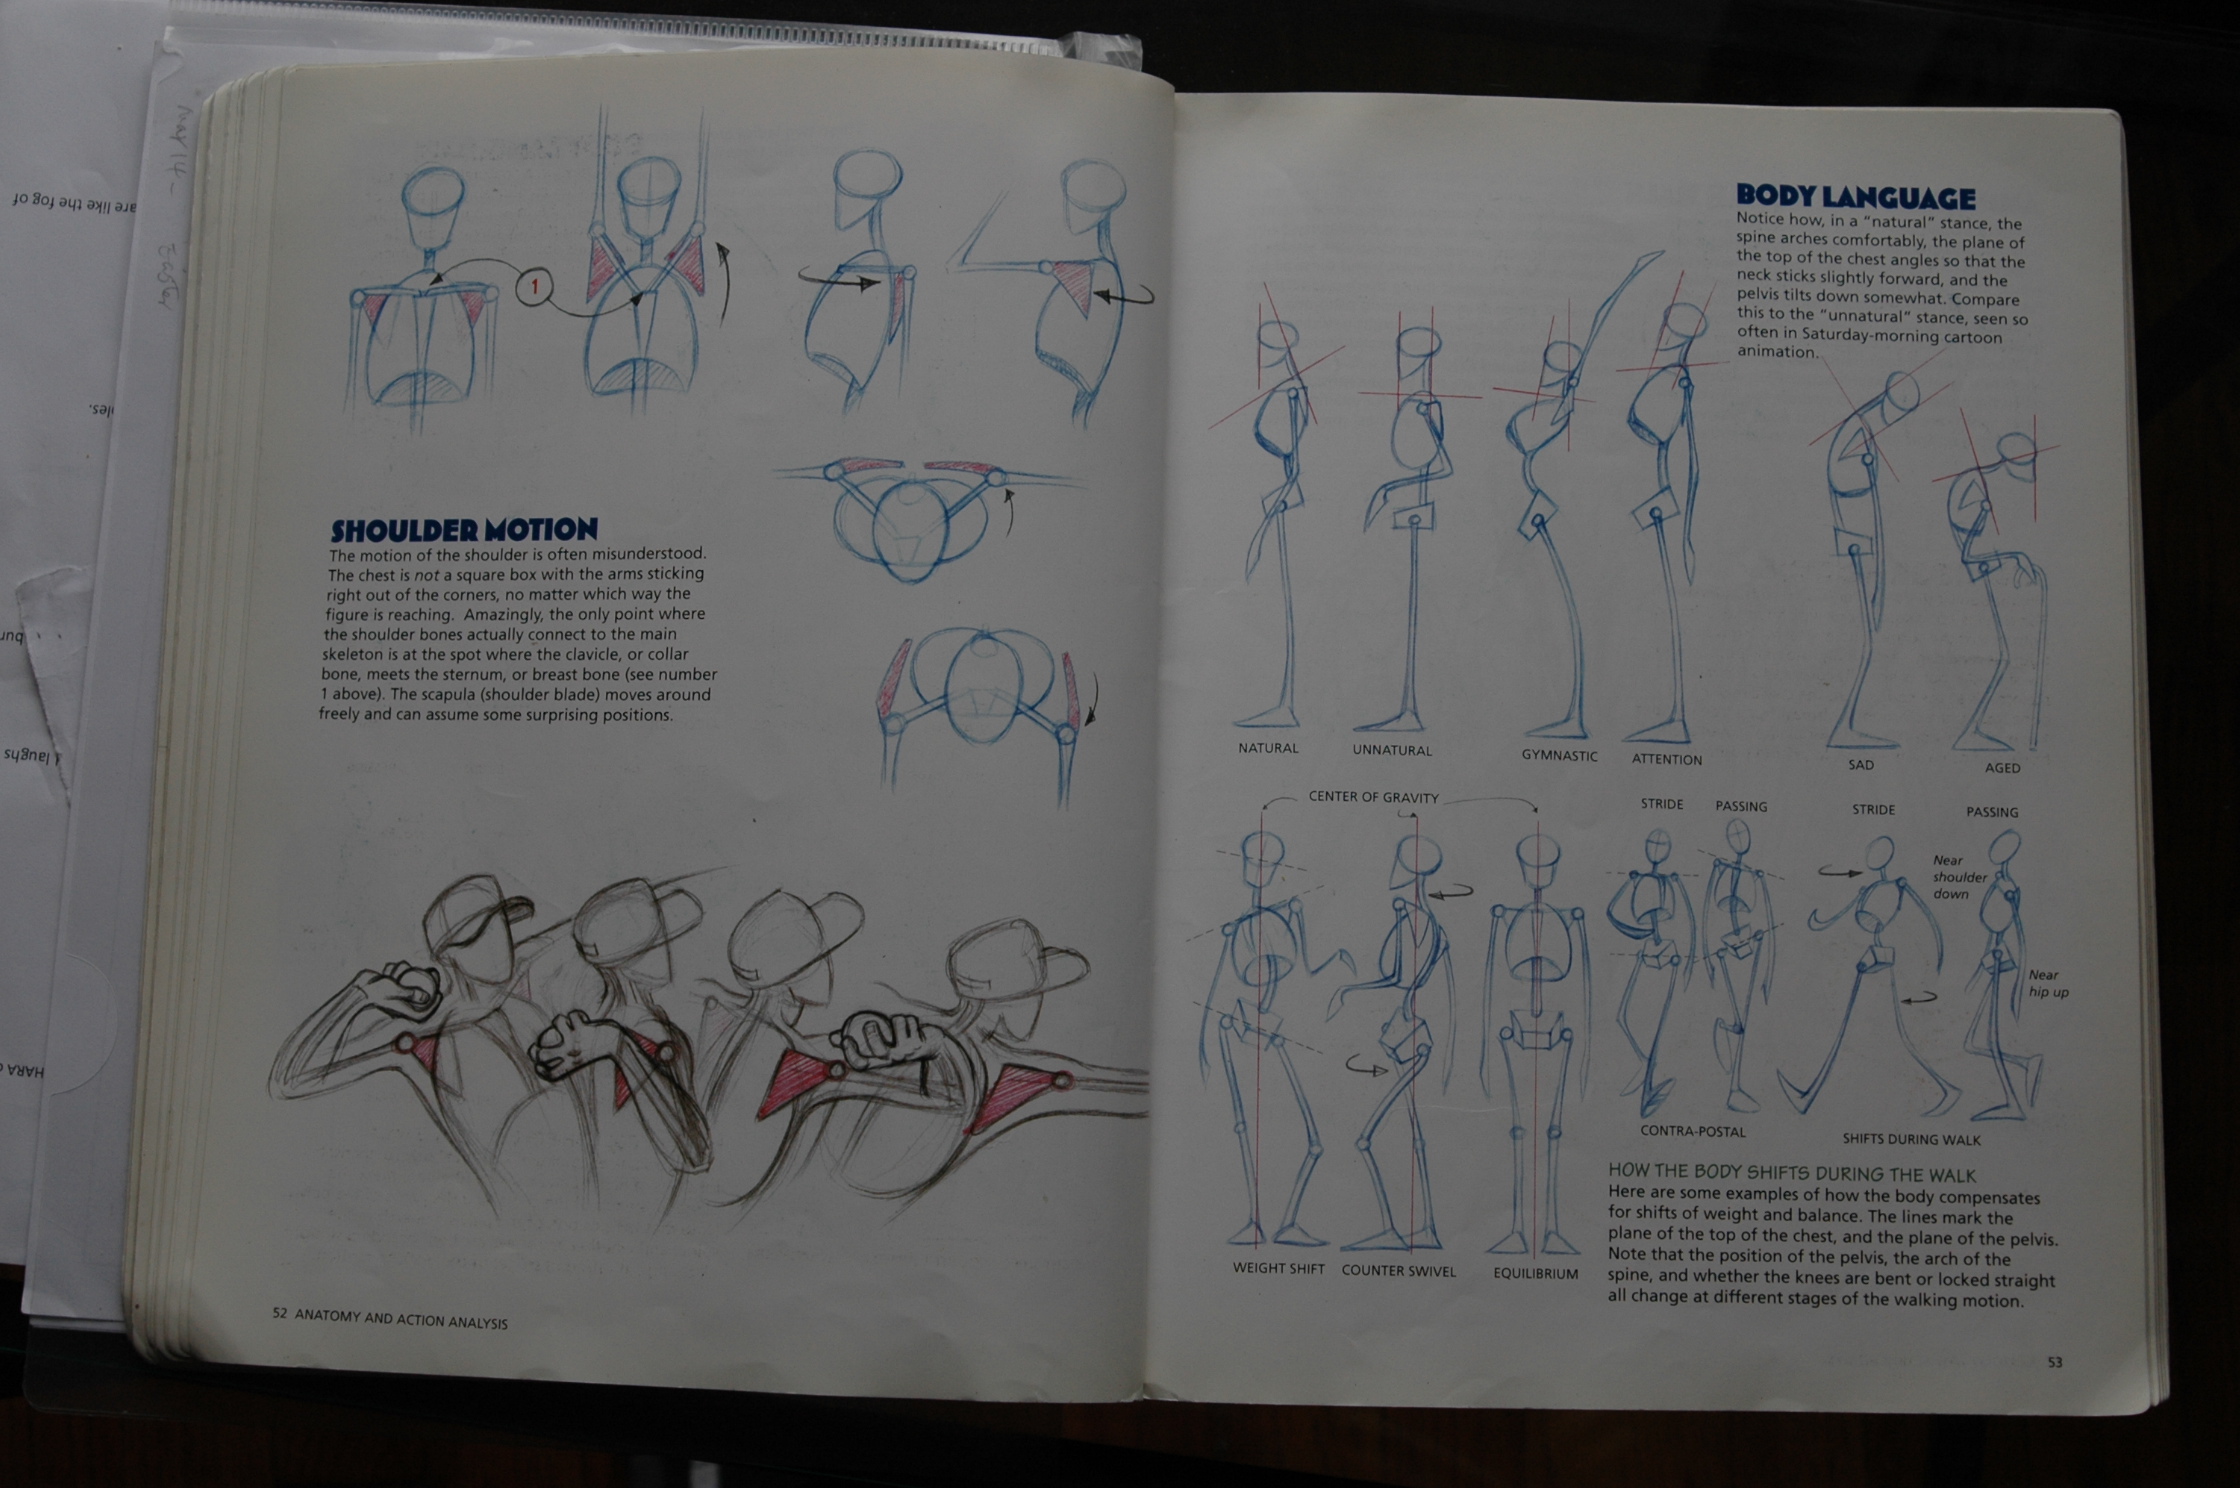 are like the fog of
May 14 - Easter
laughs
HARA
1
SHOULDER MOTION
The motion of the shoulder is often misunderstood.
The chest is not a square box with the arms sticking
right out of the corners, no matter which way the
figure is reaching. Amazingly, the only point where
the shoulder bones actually connect to the main
skeleton is at the spot where the clavicle, or collar
bone, meets the sternum, or breast bone (see number
1 above). The scapula (shoulder blade) moves around
freely and can assume some surprising positions.
52 ANATOMY AND ACTION ANALYSIS
BODY LANGUAGE
Notice how, in a “natural” stance, the
spine arches comfortably, the plane of
the top of the chest angles so that the
neck sticks slightly forward, and the
pelvis tilts down somewhat. Compare
this to the “unnatural” stance, seen so
often in Saturday-morning cartoon
animation.
NATURAL
UNNATURAL
GYMNASTIC
ATTENTION
SAD
AGED
CENTER OF GRAVITY
STRIDE
PASSING
STRIDE
PASSING
Near
shoulder
down
Near
hip up
CONTRA-POSTAL
SHIFTS DURING WALK
WEIGHT SHIFT
COUNTER SWIVEL
EQUILIBRIUM
HOW THE BODY SHIFTS DURING THE WALK
Here are some examples of how the body compensates
for shifts of weight and balance. The lines mark the
plane of the top of the chest, and the plane of the pelvis.
Note that the position of the pelvis, the arch of the
spine, and whether the knees are bent or locked straight
all change at different stages of the walking motion.
53